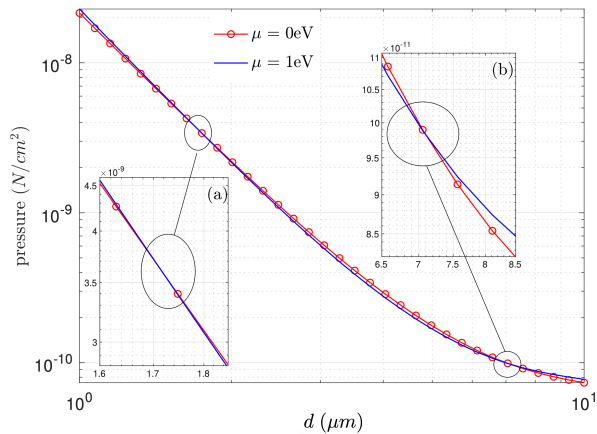 10⁻⁸
10⁻⁹
10⁻¹⁰
pressure (N/cm²)
μ = 0eV
μ = 1eV
×10⁻¹¹
11
10.5
10
9.5
9
8.5
6.5 7 7.5 8 8.5
(b)
×10⁻⁹
4.5
4
3.5
3
1.6 1.7 1.8
(a)
10⁰ 10¹
d (μm)